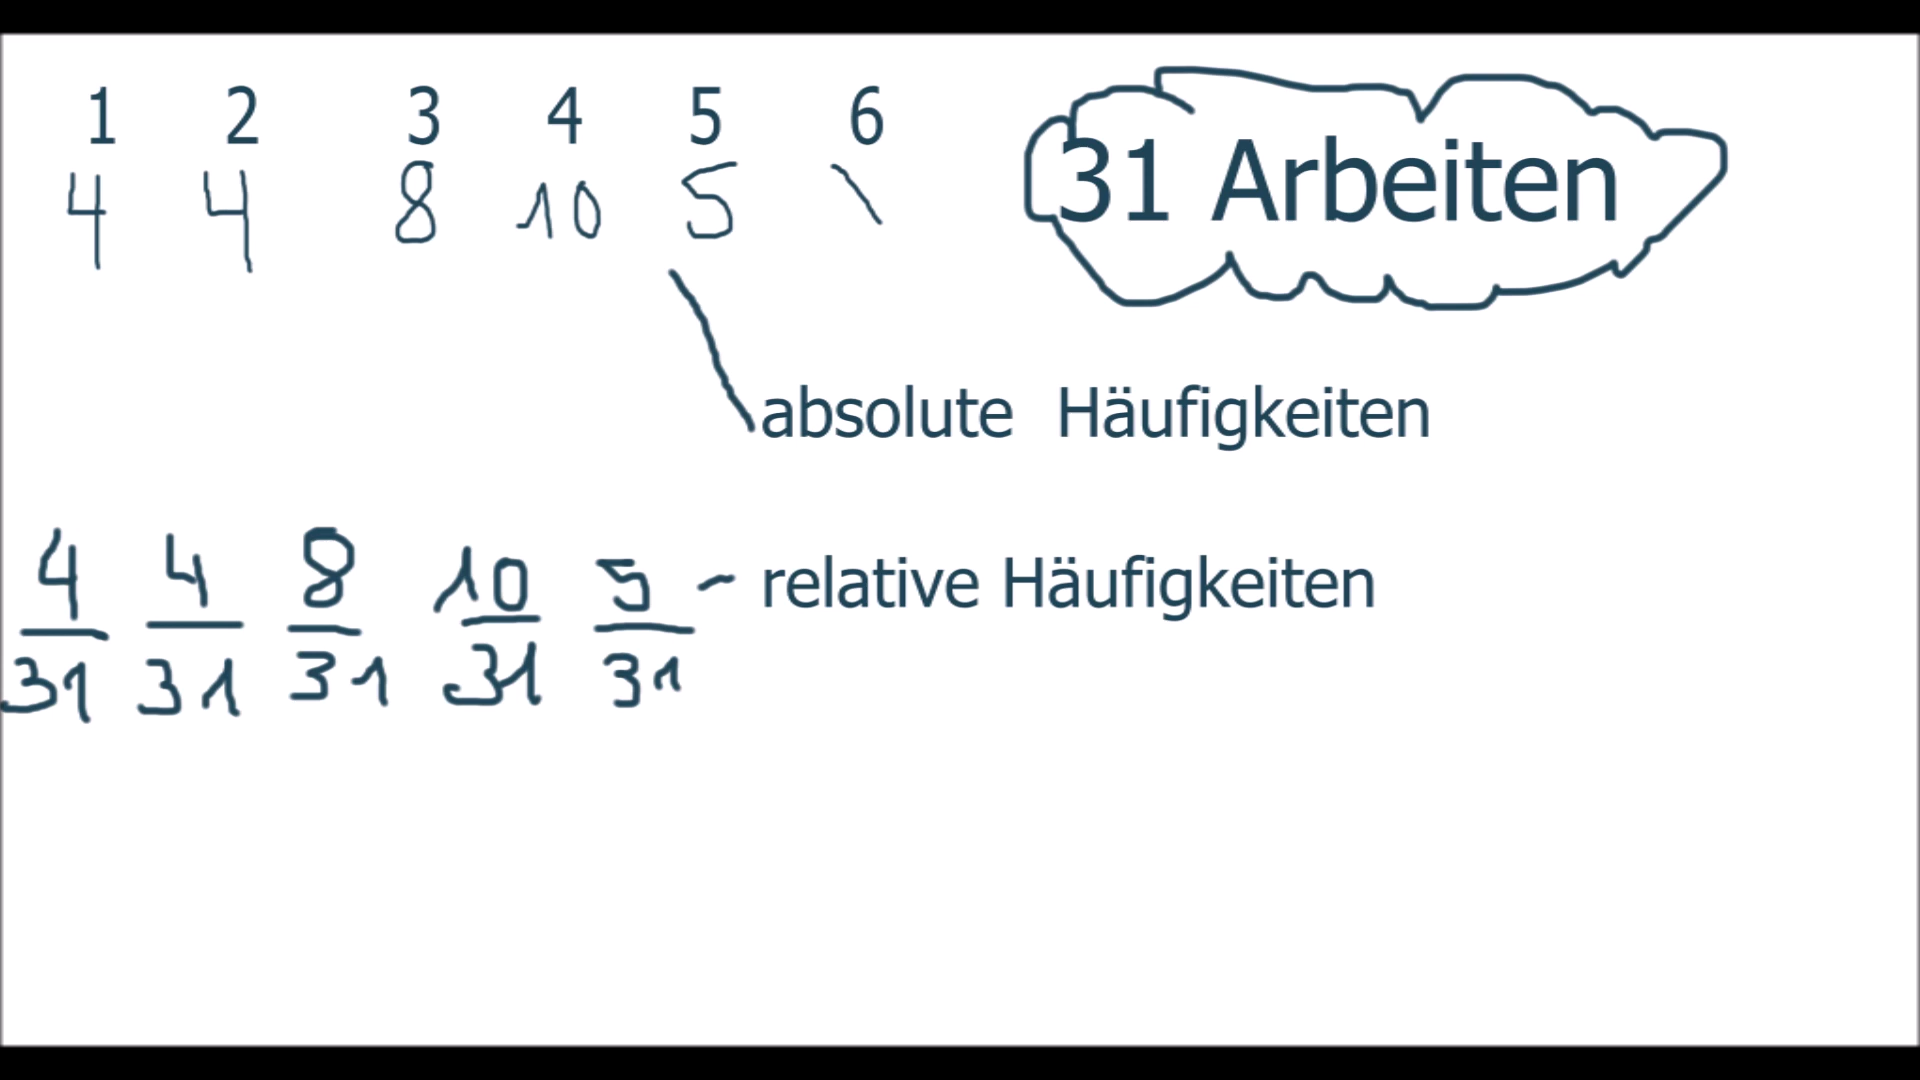 1 2 3 4 5 6
4 4 8 10 5 \
31 Arbeiten
absolute Häufigkeiten
4/31 4/31 8/31 10/31 5/31 – relative Häufigkeiten